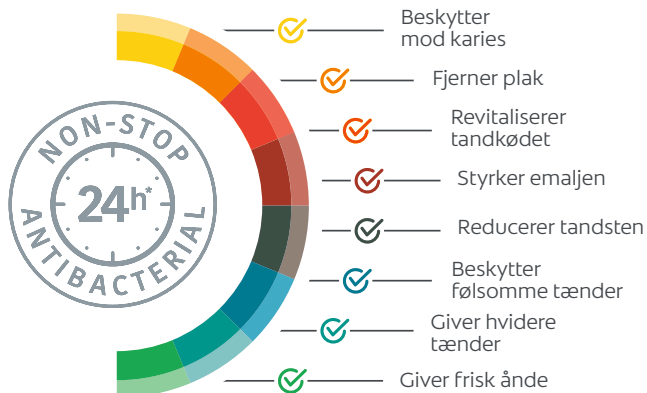 NON-STOP
24h*
ANTIBACTERIAL
Beskytter
mod karies
Fjerner plak
Revitaliserer
tandkødet
Styrker emaljen
Reducerer tandsten
Beskytter
følsomme tænder
Giver hvidere
tænder
Giver frisk ånde